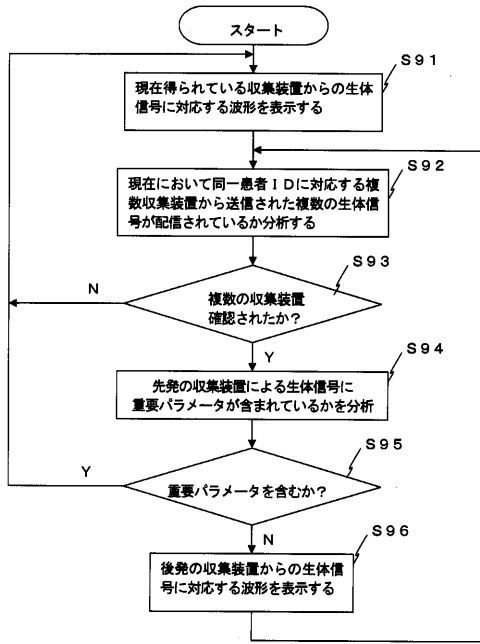 スタート
S91
現在得られている収集装置からの生体
信号に対応する波形を表示する
S92
現在において同一患者IDに対応する複
数収集装置から送信された複数の生体信
号が配信されているか分析する
S93
N
複数の収集装置
確認されたか?
Y
S94
先発の収集装置による生体信号に
重要パラメータが含まれているかを分析
S95
Y
重要パラメータを含むか?
N
S96
後発の収集装置からの生体信
号に対応する波形を表示する